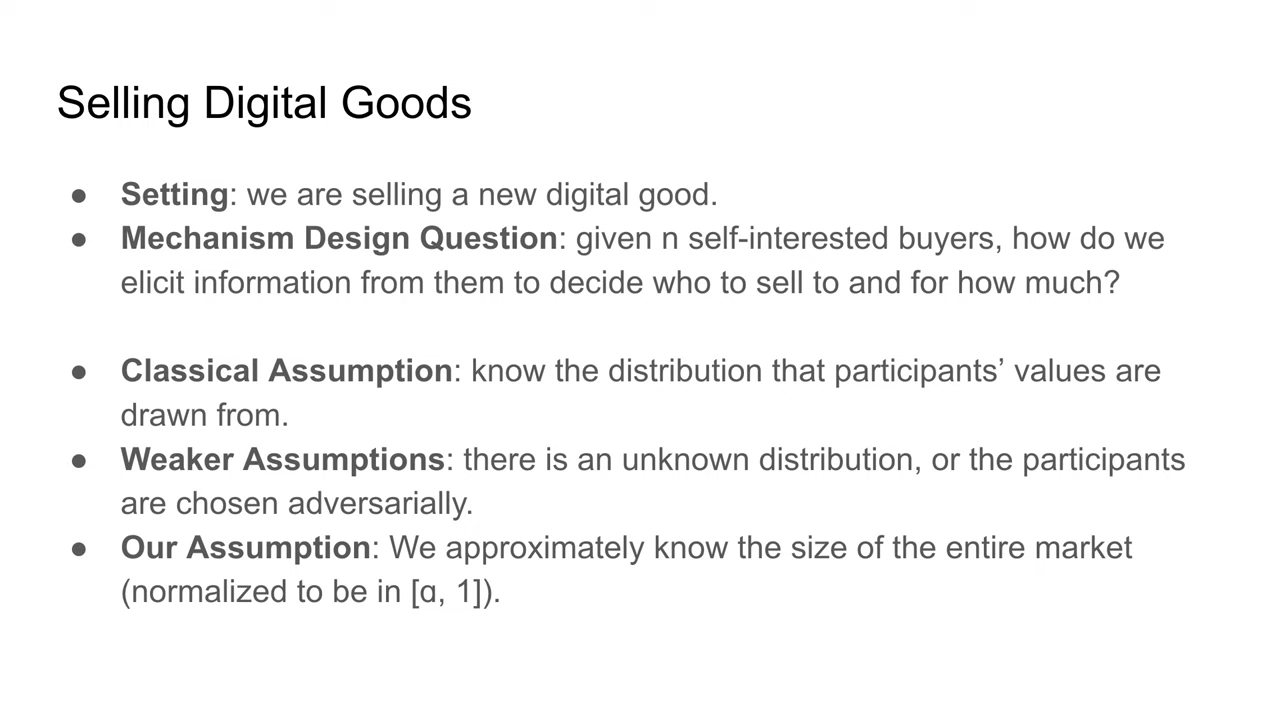 Selling Digital Goods
● Setting: we are selling a new digital good.
● Mechanism Design Question: given n self-interested buyers, how do we
elicit information from them to decide who to sell to and for how much?
● Classical Assumption: know the distribution that participants’ values are
drawn from.
● Weaker Assumptions: there is an unknown distribution, or the participants
are chosen adversarially.
● Our Assumption: We approximately know the size of the entire market
(normalized to be in [ɑ, 1]).